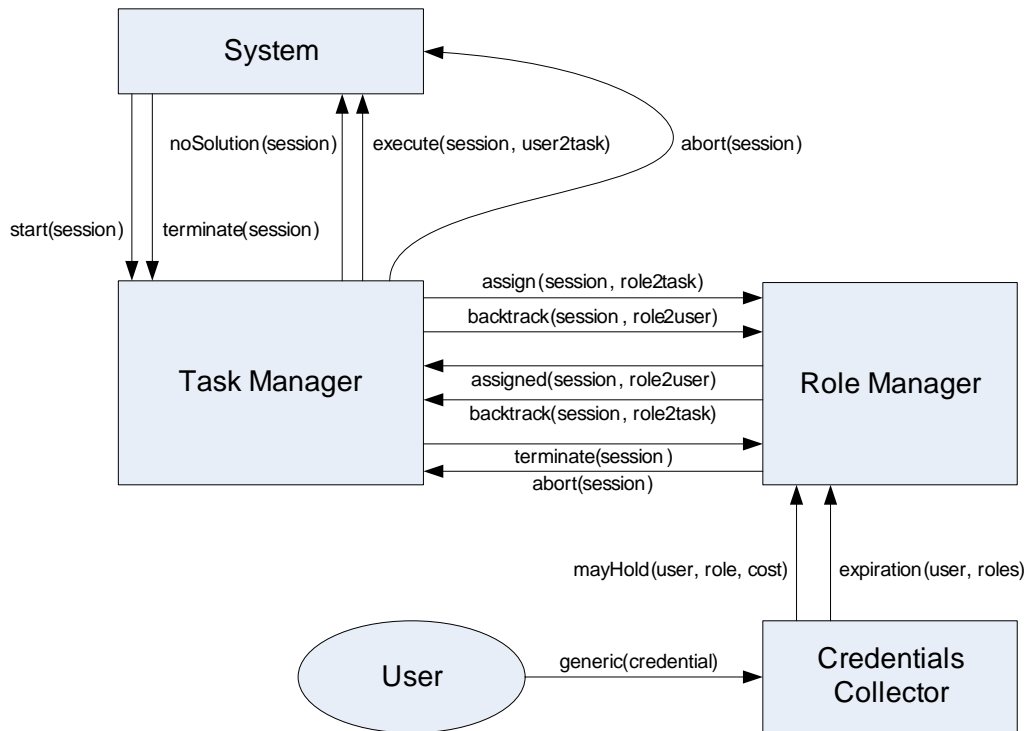 System
noSolution(session)
execute(session, user2task)
abort(session)
start(session)
terminate(session)
assign(session, role2task)
backtrack(session, role2user)
Task Manager
assigned(session, role2user)
Role Manager
backtrack(session, role2task)
terminate(session)
abort(session)
mayHold(user, role, cost)
expiration(user, roles)
User
generic(credential)
Credentials
Collector